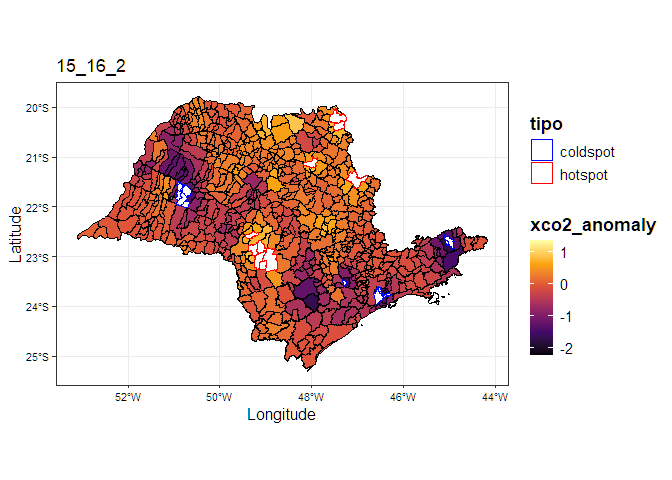 15_16_2
20°S
21°S
22°S
23°S
24°S
25°S
Latitude
52°W
50°W
48°W
46°W
44°W
Longitude
tipo
coldspot
hotspot
xco2_anomaly
1
0
-1
-2